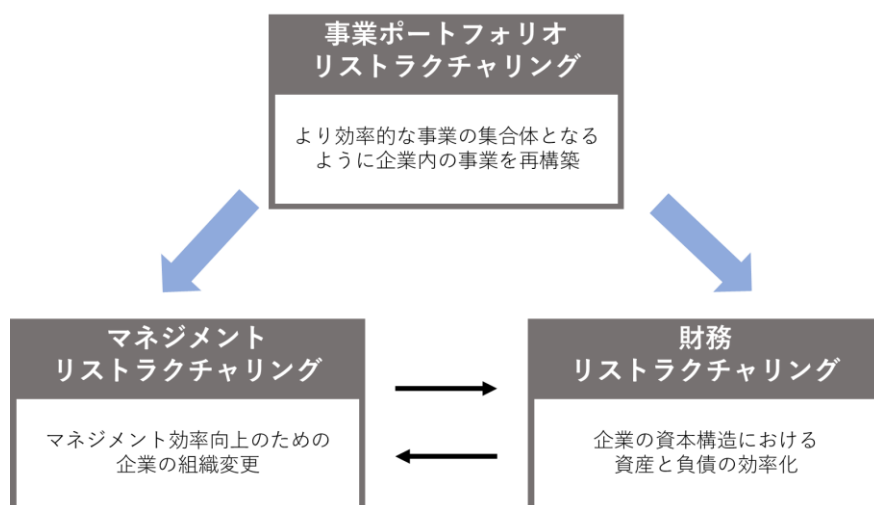 事業ポートフォリオ
リストラクチャリング
より効率的な事業の集合体となる
ように企業内の事業を再構築
マネジメント
リストラクチャリング
マネジメント効率向上のための
企業の組織変更
財務
リストラクチャリング
企業の資本構造における
資産と負債の効率化